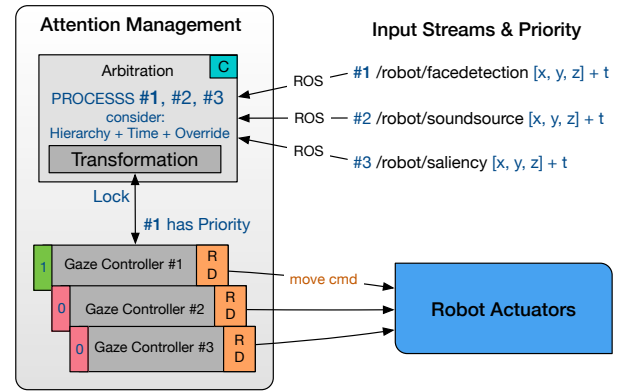 Attention Management
Input Streams & Priority
Arbitration
C
PROCESSS #1, #2, #3
consider:
Hierarchy + Time + Override
Transformation
ROS
#1 /robot/facedetection [x, y, z] + t
ROS
#2 /robot/soundsource [x, y, z] + t
ROS
#3 /robot/saliency [x, y, z] + t
Lock
#1 has Priority
1
Gaze Controller #1
R
D
move cmd
0
Gaze Controller #2
R
D
0
Gaze Controller #3
R
D
Robot Actuators